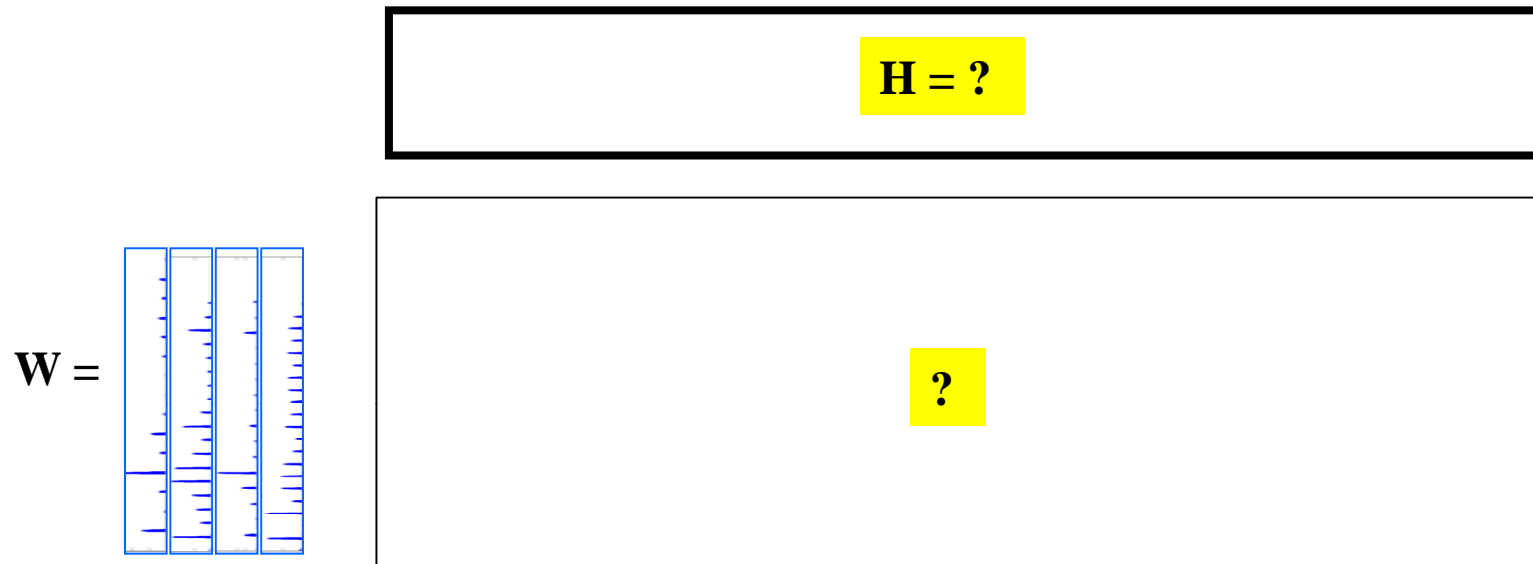 H = ?
W =
?